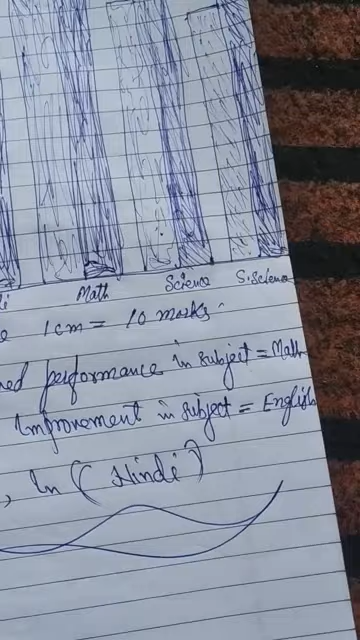 Math Science S.Science
1cm = 10 marks
performance in subject = Math
Improvement in subject = English
, In ( Hindi )